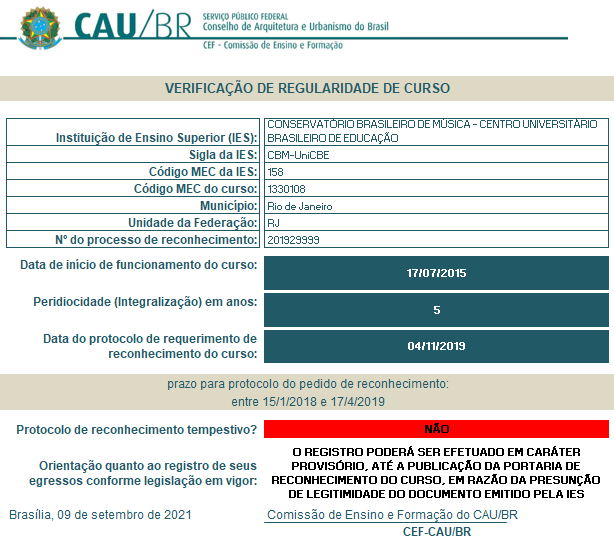 CAU/BR
SERVIÇO PÚBLICO FEDERAL
Conselho de Arquitetura e Urbanismo do Brasil
CEF - Comissão de Ensino e Formação
VERIFICAÇÃO DE REGULARIDADE DE CURSO
Instituição de Ensino Superior (IES): CONSERVATÓRIO BRASILEIRO DE MÚSICA - CENTRO UNIVERSITÁRIO
BRASILEIRO DE EDUCAÇÃO
Sigla da IES: CBM-UniCBE
Código MEC da IES: 158
Código MEC do curso: 1330108
Município: Rio de Janeiro
Unidade da Federação: RJ
Nº do processo de reconhecimento: 201929999
Data de início de funcionamento do curso: 17/07/2015
Peridiocidade (Integralização) em anos: 5
Data do protocolo de requerimento de
reconhecimento do curso: 04/11/2019
prazo para protocolo do pedido de reconhecimento:
entre 15/1/2018 e 17/4/2019
Protocolo de reconhecimento tempestivo? NÃO
Orientação quanto ao registro de seus
egressos conforme legislação em vigor:
O REGISTRO PODERÁ SER EFETUADO EM CARÁTER
PROVISÓRIO, ATÉ A PUBLICAÇÃO DA PORTARIA DE
RECONHECIMENTO DO CURSO, EM RAZÃO DA PRESUNÇÃO
DE LEGITIMIDADE DO DOCUMENTO EMITIDO PELA IES
Brasília, 09 de setembro de 2021
Comissão de Ensino e Formação do CAU/BR
CEF-CAU/BR